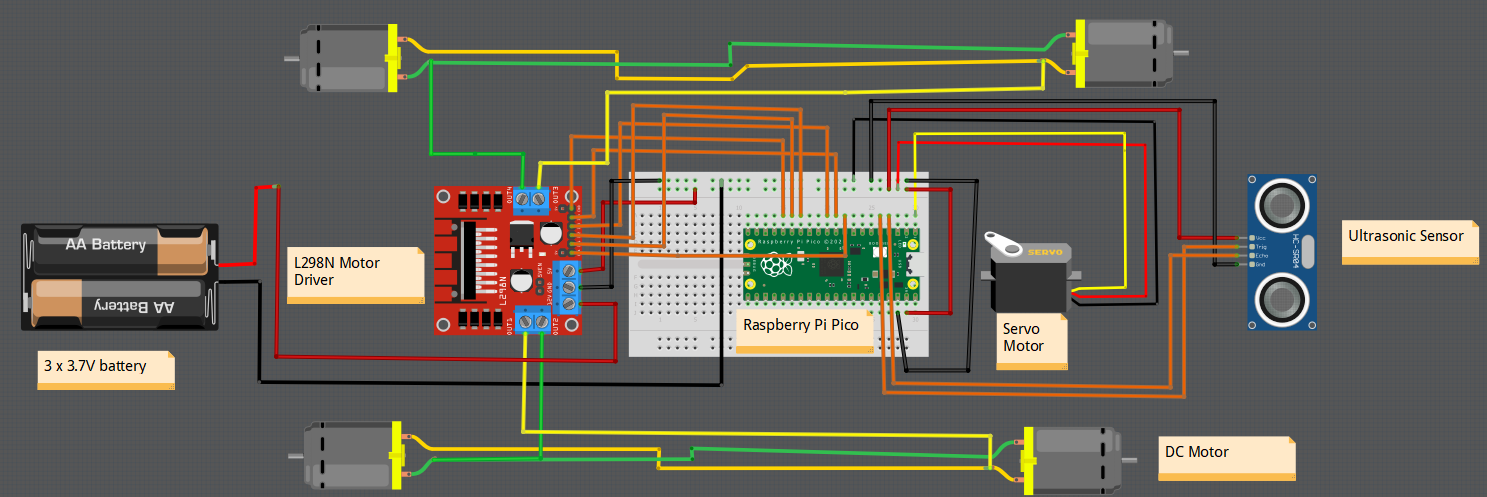 AA Battery
AA Battery
3 x 3.7V battery
L298N Motor
Driver
OUT4
OUT3
L298N
5VEN
5V
GND
12V
OUT1
OUT2
Raspberry Pi Pico
Raspberry Pi Pico
SERVO
Servo
Motor
Vcc
Trig
Echo
Gnd
HC-SR04
Ultrasonic Sensor
DC Motor